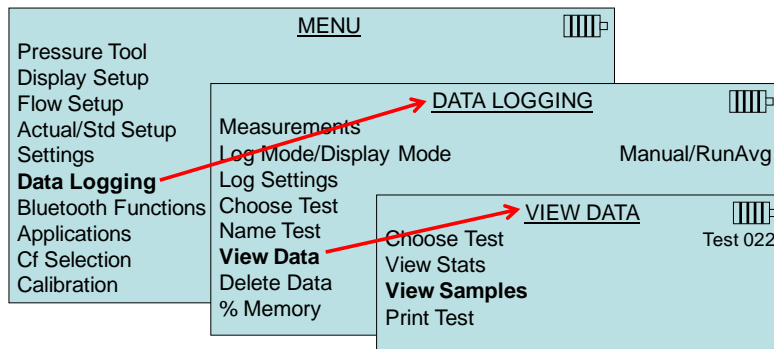 MENU
Pressure Tool
Display Setup
Flow Setup
Actual/Std Setup
Settings
Data Logging
Bluetooth Functions
Applications
Cf Selection
Calibration
DATA LOGGING
Measurements
Log Mode/Display Mode Manual/RunAvg
Log Settings
Choose Test
Name Test
View Data
Delete Data
% Memory
VIEW DATA
Choose Test Test 022
View Stats
View Samples
Print Test